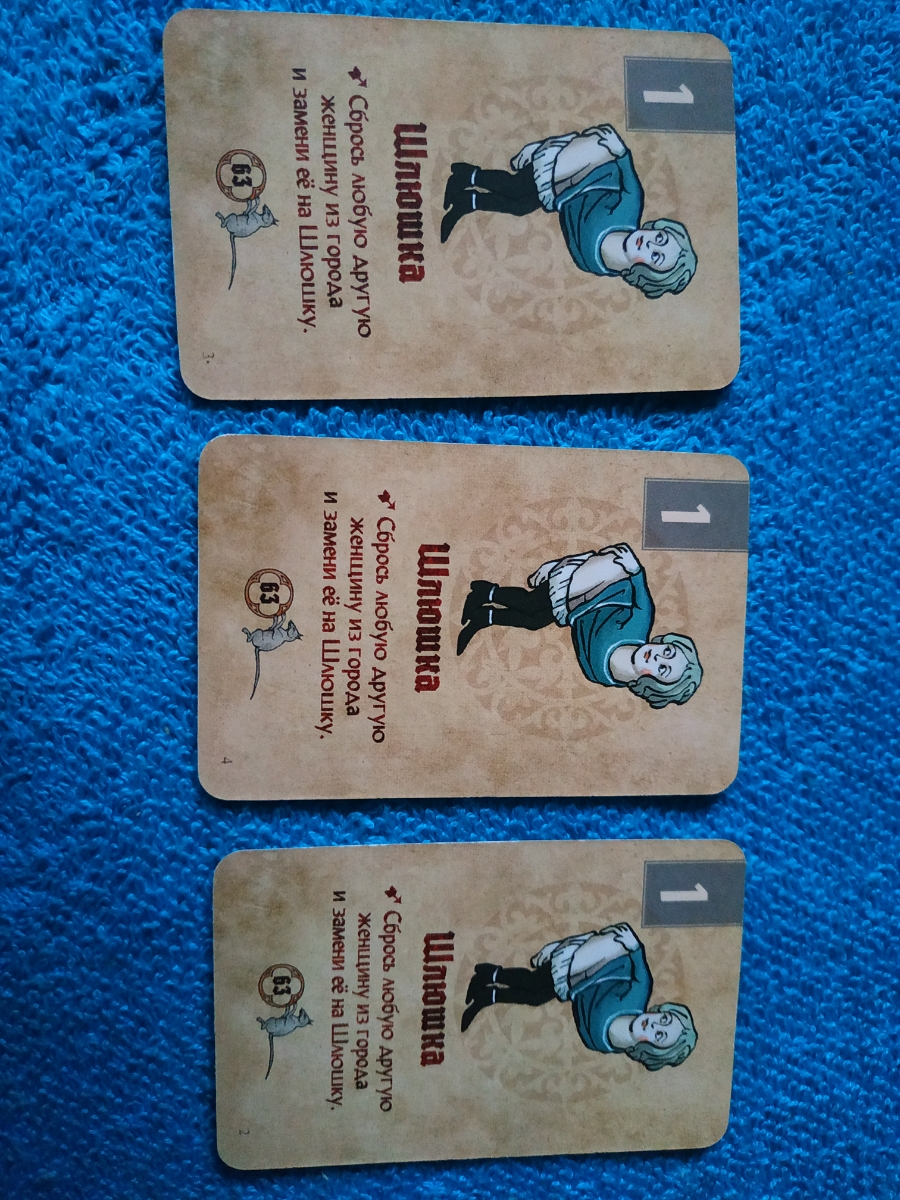 1
Шлюшка
Сбрось любую другую
женщину из города
и замени её на Шлюшку.
63
3
1
Шлюшка
Сбрось любую другую
женщину из города
и замени её на Шлюшку.
63
4
1
Шлюшка
Сбрось любую другую
женщину из города
и замени её на Шлюшку.
63
2